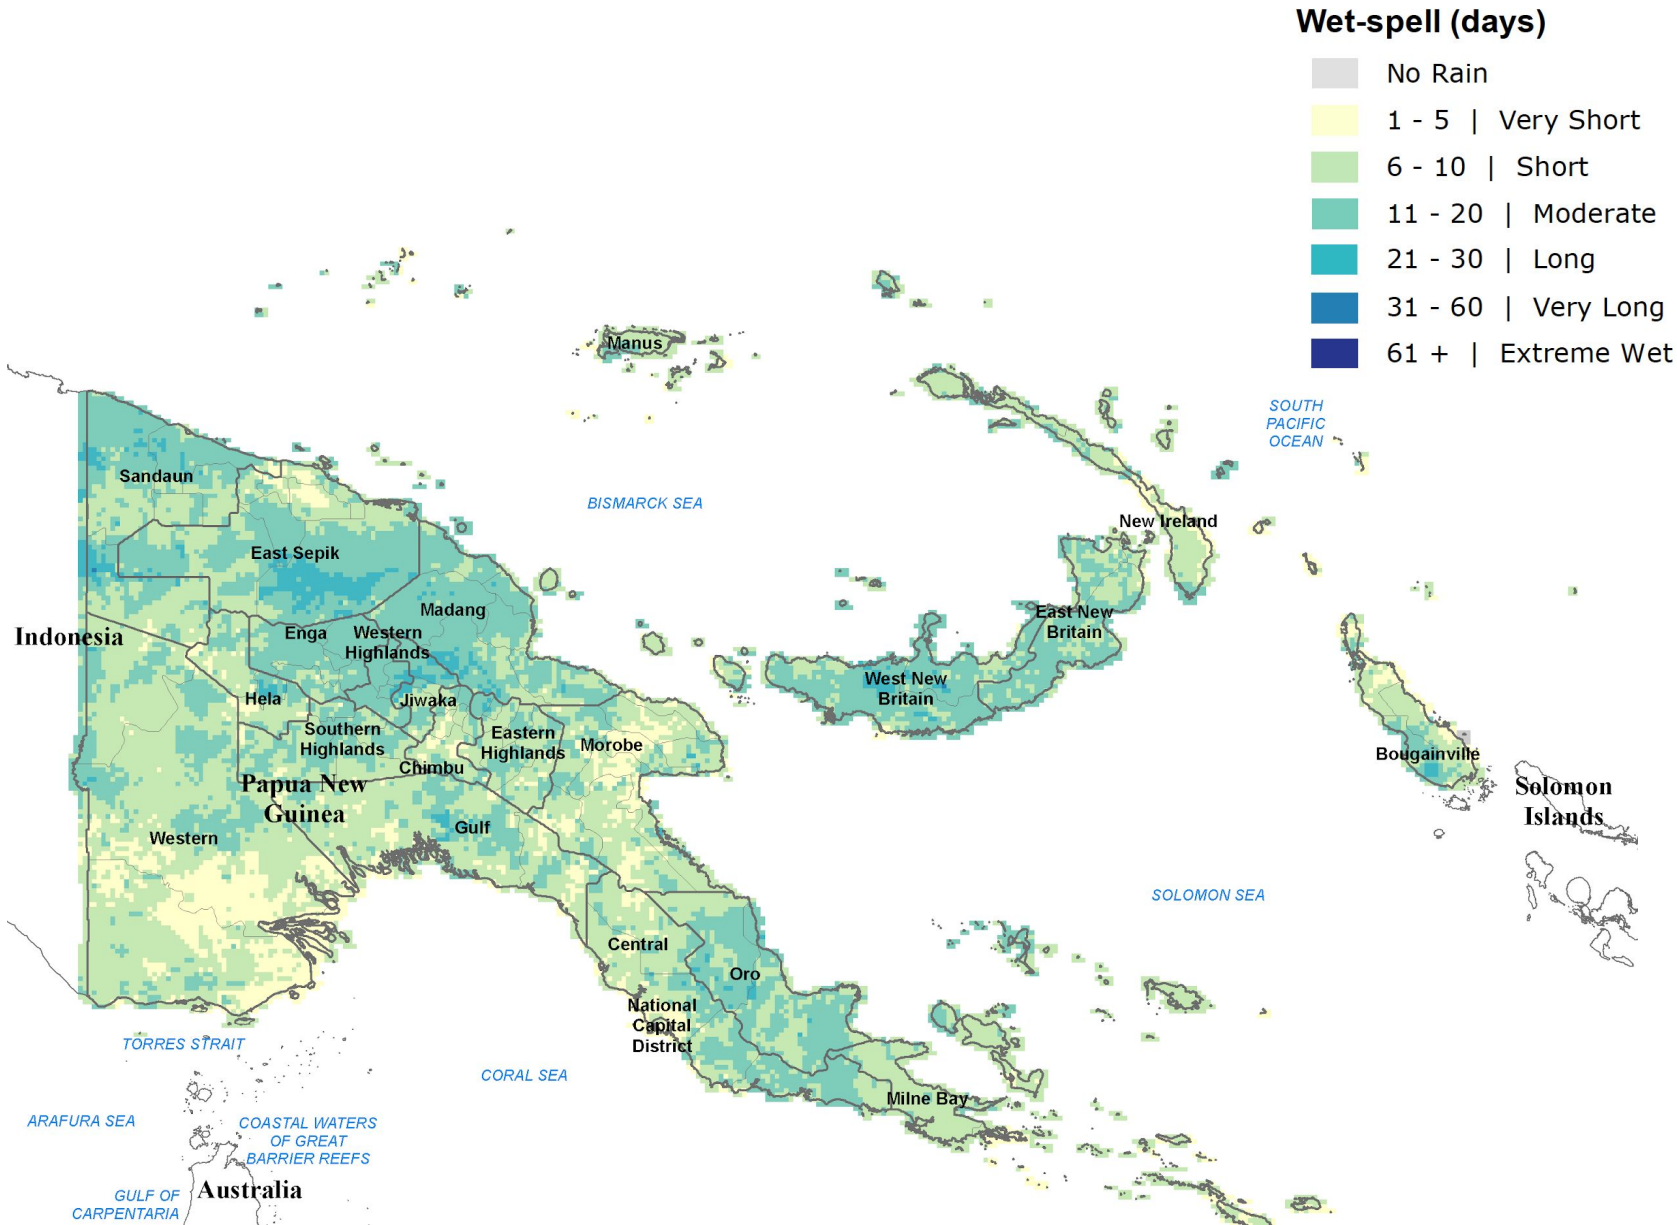 Wet-spell (days)
No Rain
1 - 5 | Very Short
6 - 10 | Short
11 - 20 | Moderate
21 - 30 | Long
31 - 60 | Very Long
61 + | Extreme Wet
Manus
SOUTH
PACIFIC
OCEAN
Sandaun
BISMARCK SEA
New Ireland
East Sepik
Madang
East New
Britain
Indonesia
Enga
Western
Highlands
Hela
Jiwaka
West New
Britain
Southern
Highlands
Eastern
Highlands
Morobe
Bougainville
Chimbu
Papua New
Guinea
Solomon
Islands
Western
Gulf
SOLOMON SEA
Central
Oro
National
Capital
District
TORRES STRAIT
CORAL SEA
Milne Bay
ARAFURA SEA
COASTAL WATERS
OF GREAT
BARRIER REEFS
Australia
GULF OF
CARPENTARIA